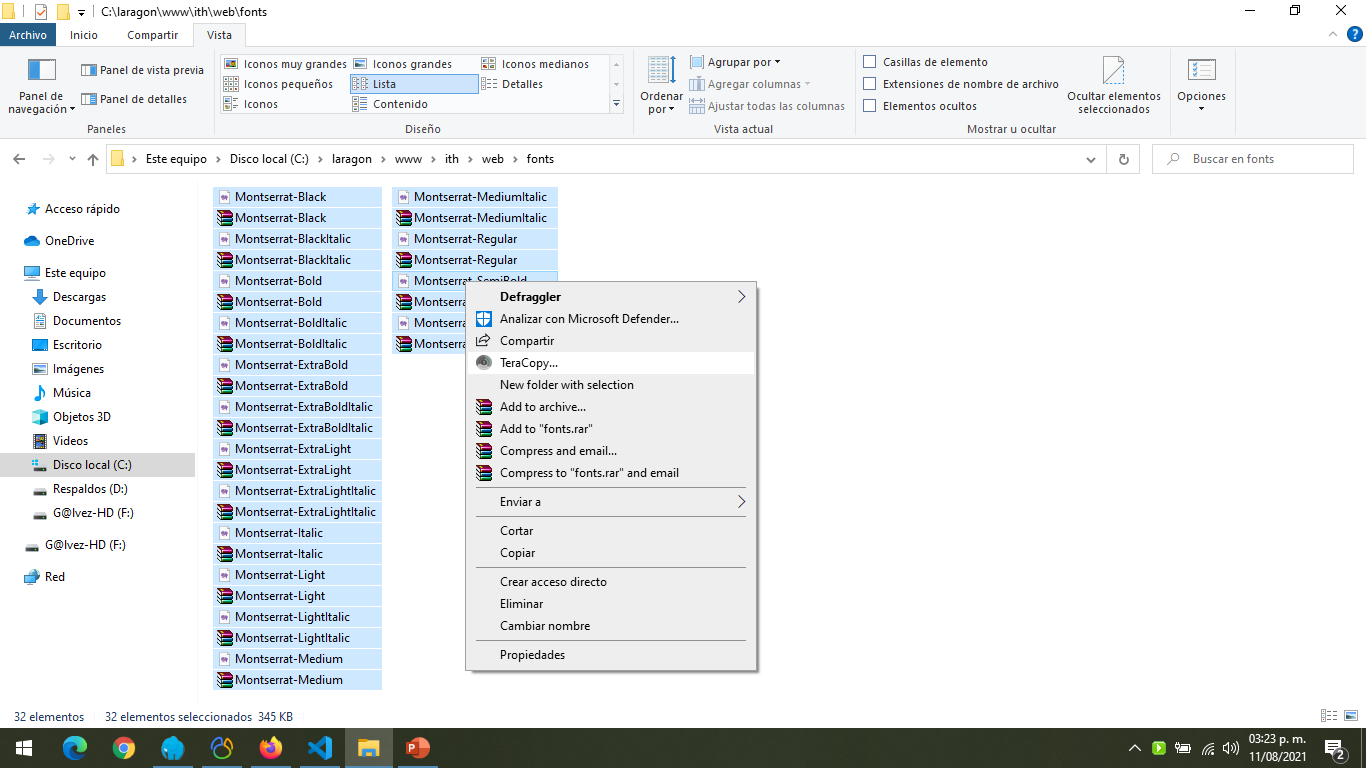 C:\laragon\www\ith\web\fonts
Archivo Inicio Compartir Vista
Panel de navegación
Panel de vista previa
Panel de detalles
Paneles
Iconos muy grandes Iconos grandes Iconos medianos
Iconos pequeños Lista Detalles
Iconos Contenido
Diseño
Ordenar por
Agrupar por
Agregar columnas
Ajustar todas las columnas
Vista actual
Casillas de elemento
Extensiones de nombre de archivo
Elementos ocultos
Ocultar elementos seleccionados
Mostrar u ocultar
Opciones
Este equipo Disco local (C:) laragon www ith web fonts
Buscar en fonts
Acceso rápido
OneDrive
Este equipo
Descargas
Documentos
Escritorio
Imágenes
Música
Objetos 3D
Videos
Disco local (C:)
Respaldos (D:)
G@lvez-HD (F:)
G@lvez-HD (F:)
Red
Montserrat-Black
Montserrat-Black
Montserrat-BlackItalic
Montserrat-BlackItalic
Montserrat-Bold
Montserrat-Bold
Montserrat-BoldItalic
Montserrat-BoldItalic
Montserrat-ExtraBold
Montserrat-ExtraBold
Montserrat-ExtraBoldItalic
Montserrat-ExtraBoldItalic
Montserrat-ExtraLight
Montserrat-ExtraLight
Montserrat-ExtraLightItalic
Montserrat-ExtraLightItalic
Montserrat-Italic
Montserrat-Italic
Montserrat-Light
Montserrat-Light
Montserrat-LightItalic
Montserrat-LightItalic
Montserrat-Medium
Montserrat-Medium
Montserrat-MediumItalic
Montserrat-MediumItalic
Montserrat-Regular
Montserrat-Regular
Montserrat-SemiBold
Defraggler
Analizar con Microsoft Defender...
Compartir
TeraCopy...
New folder with selection
Add to archive...
Add to "fonts.rar"
Compress and email...
Compress to "fonts.rar" and email
Enviar a
Cortar
Copiar
Crear acceso directo
Eliminar
Cambiar nombre
Propiedades
32 elementos 32 elementos seleccionados 345 KB
03:23 p. m.
11/08/2021
2